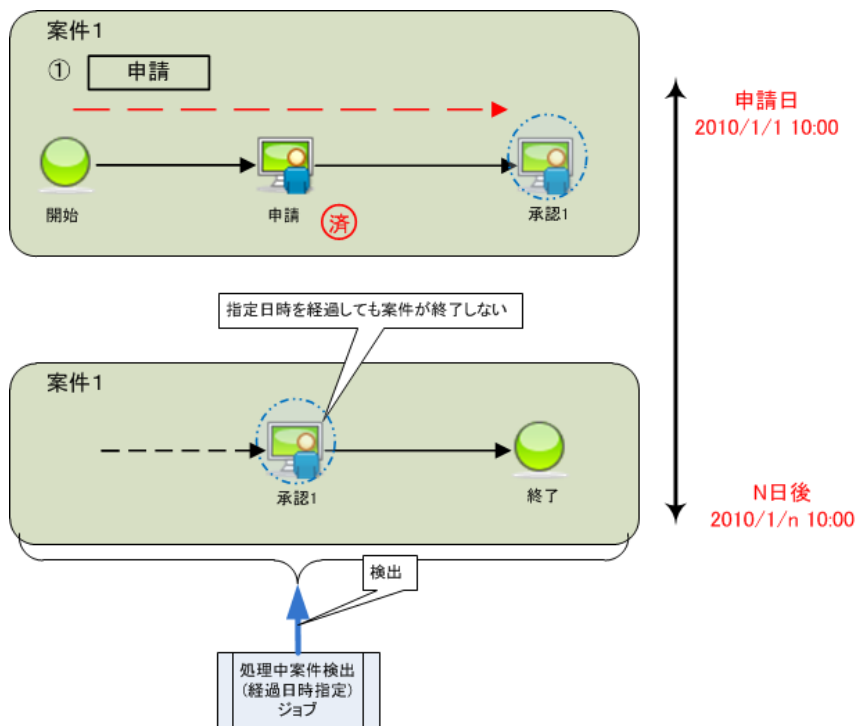 案件1
① 申請
申請日
2010/1/1 10:00
開始
申請
済
承認1
指定日時を経過しても案件が終了しない
案件1
承認1
終了
N日後
2010/1/n 10:00
検出
処理中案件検出
(経過日時指定)
ジョブ